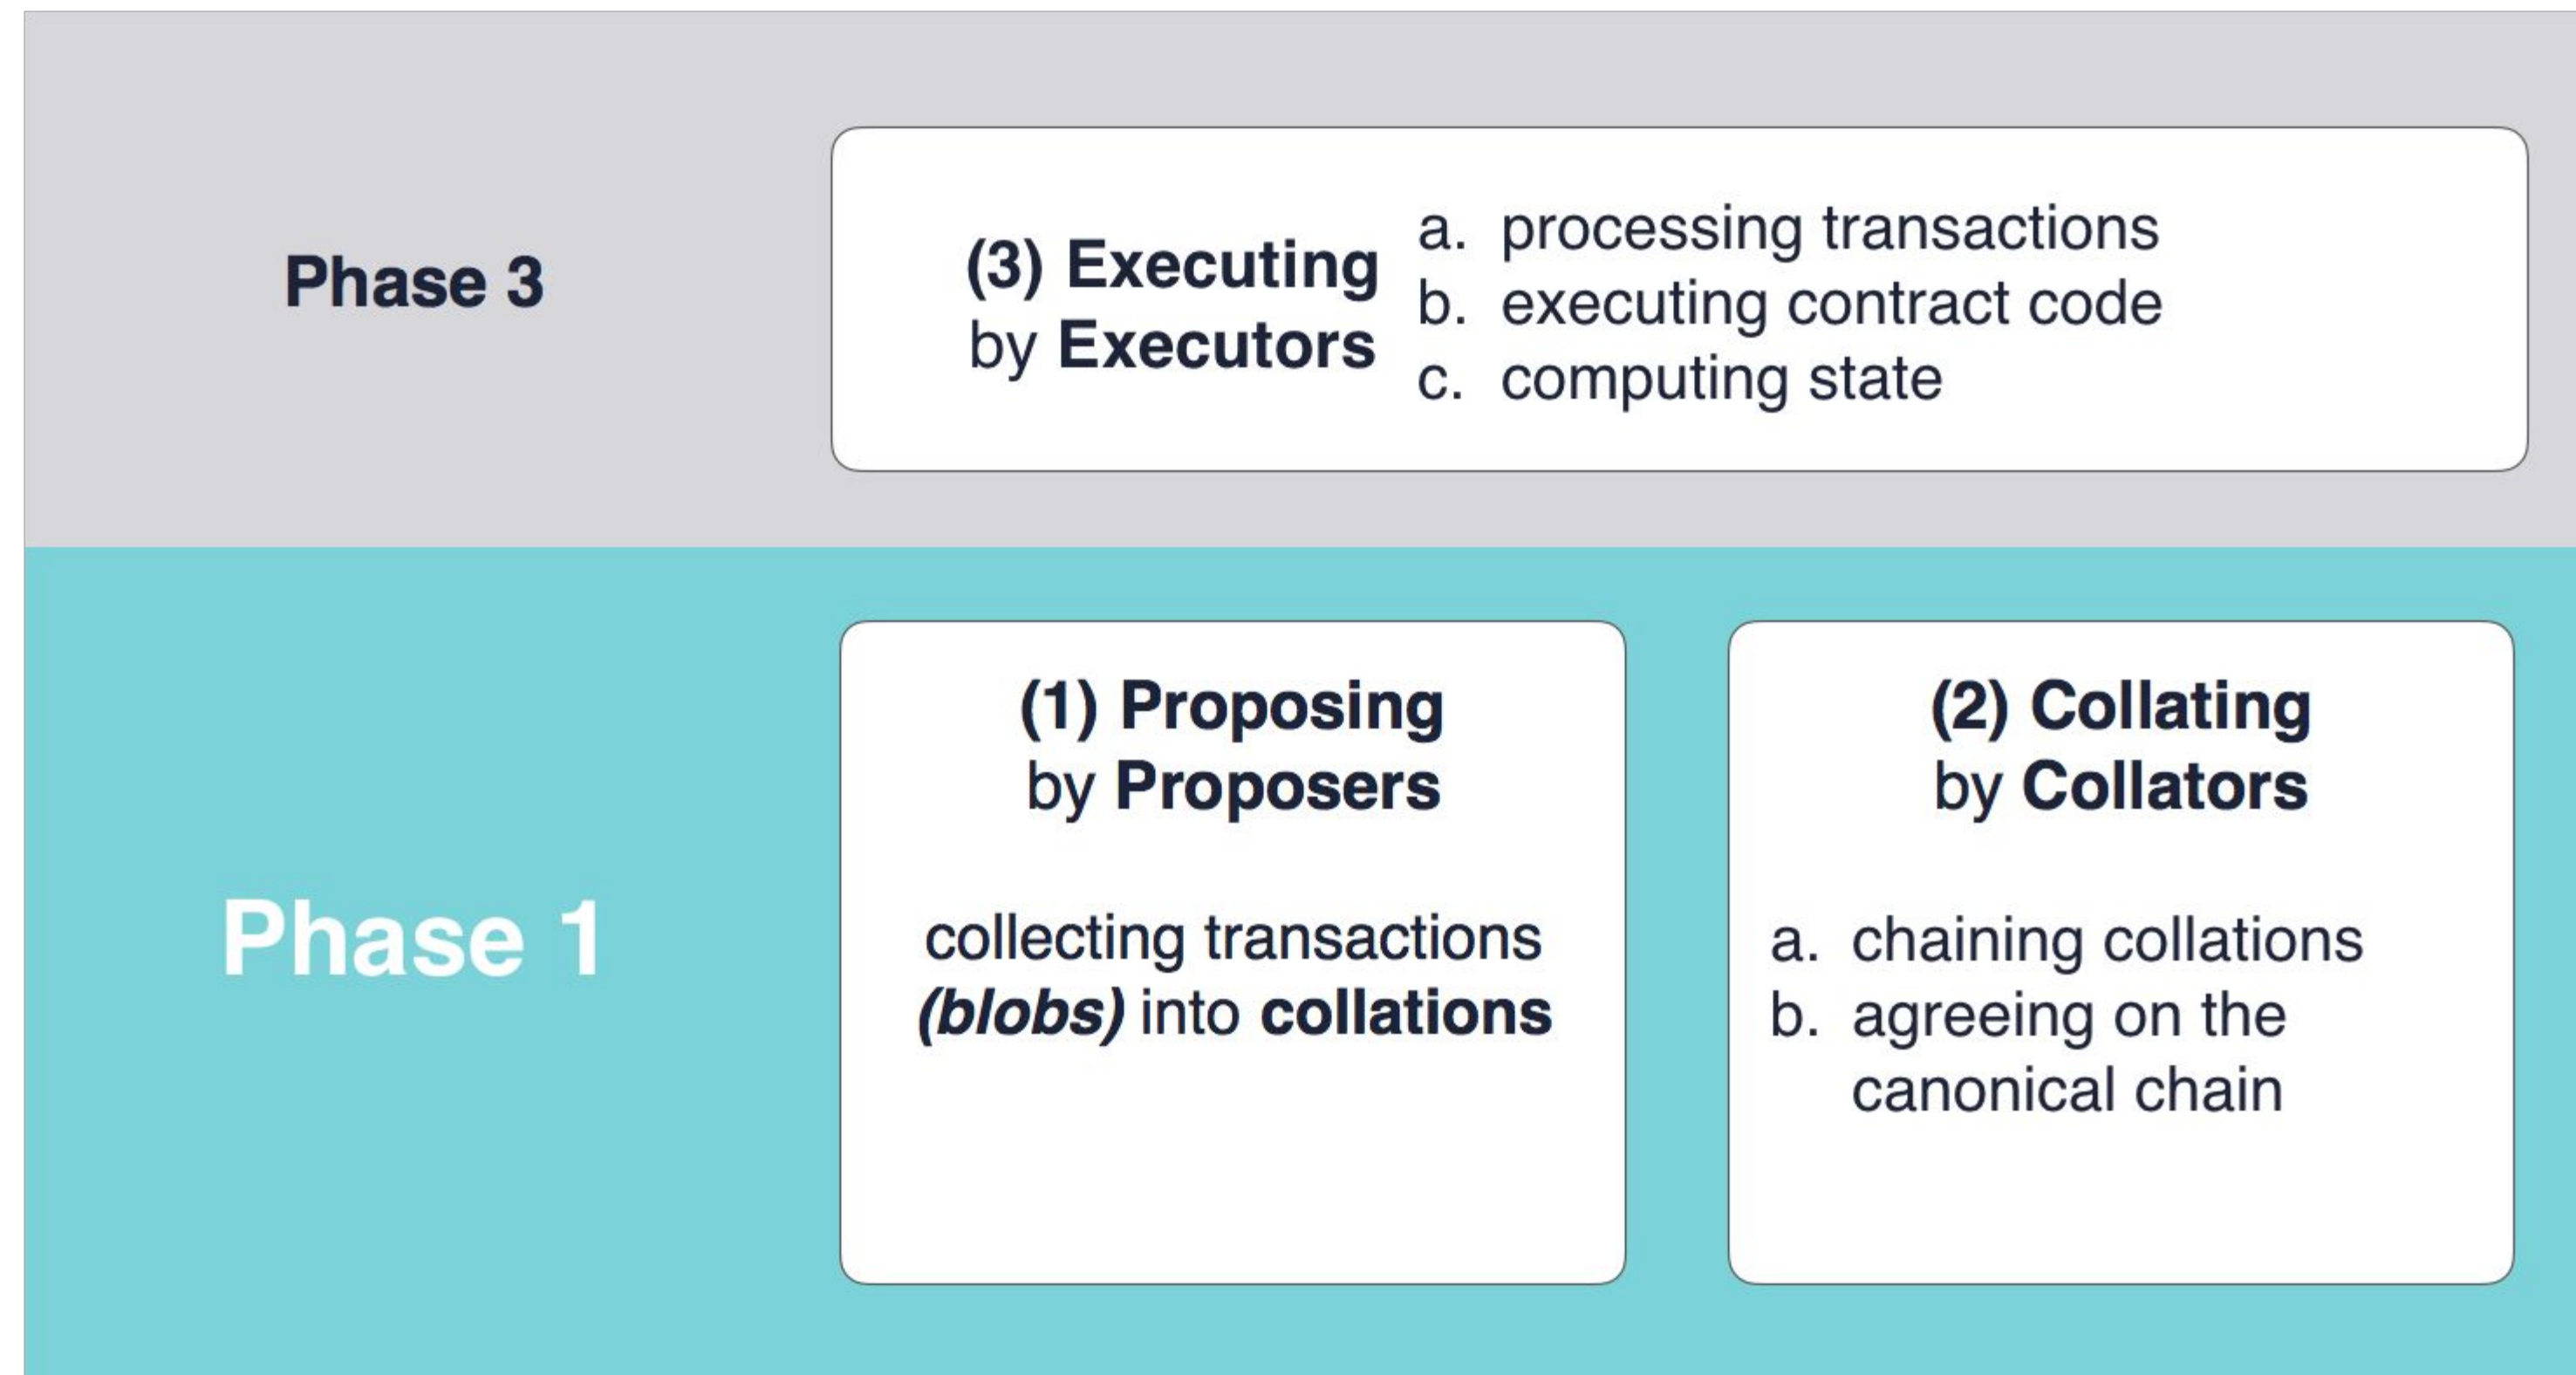 Phase 3
(3) Executing
by Executors
a. processing transactions
b. executing contract code
c. computing state
Phase 1
(1) Proposing
by Proposers
collecting transactions
(blobs) into collations
(2) Collating
by Collators
a. chaining collations
b. agreeing on the
canonical chain